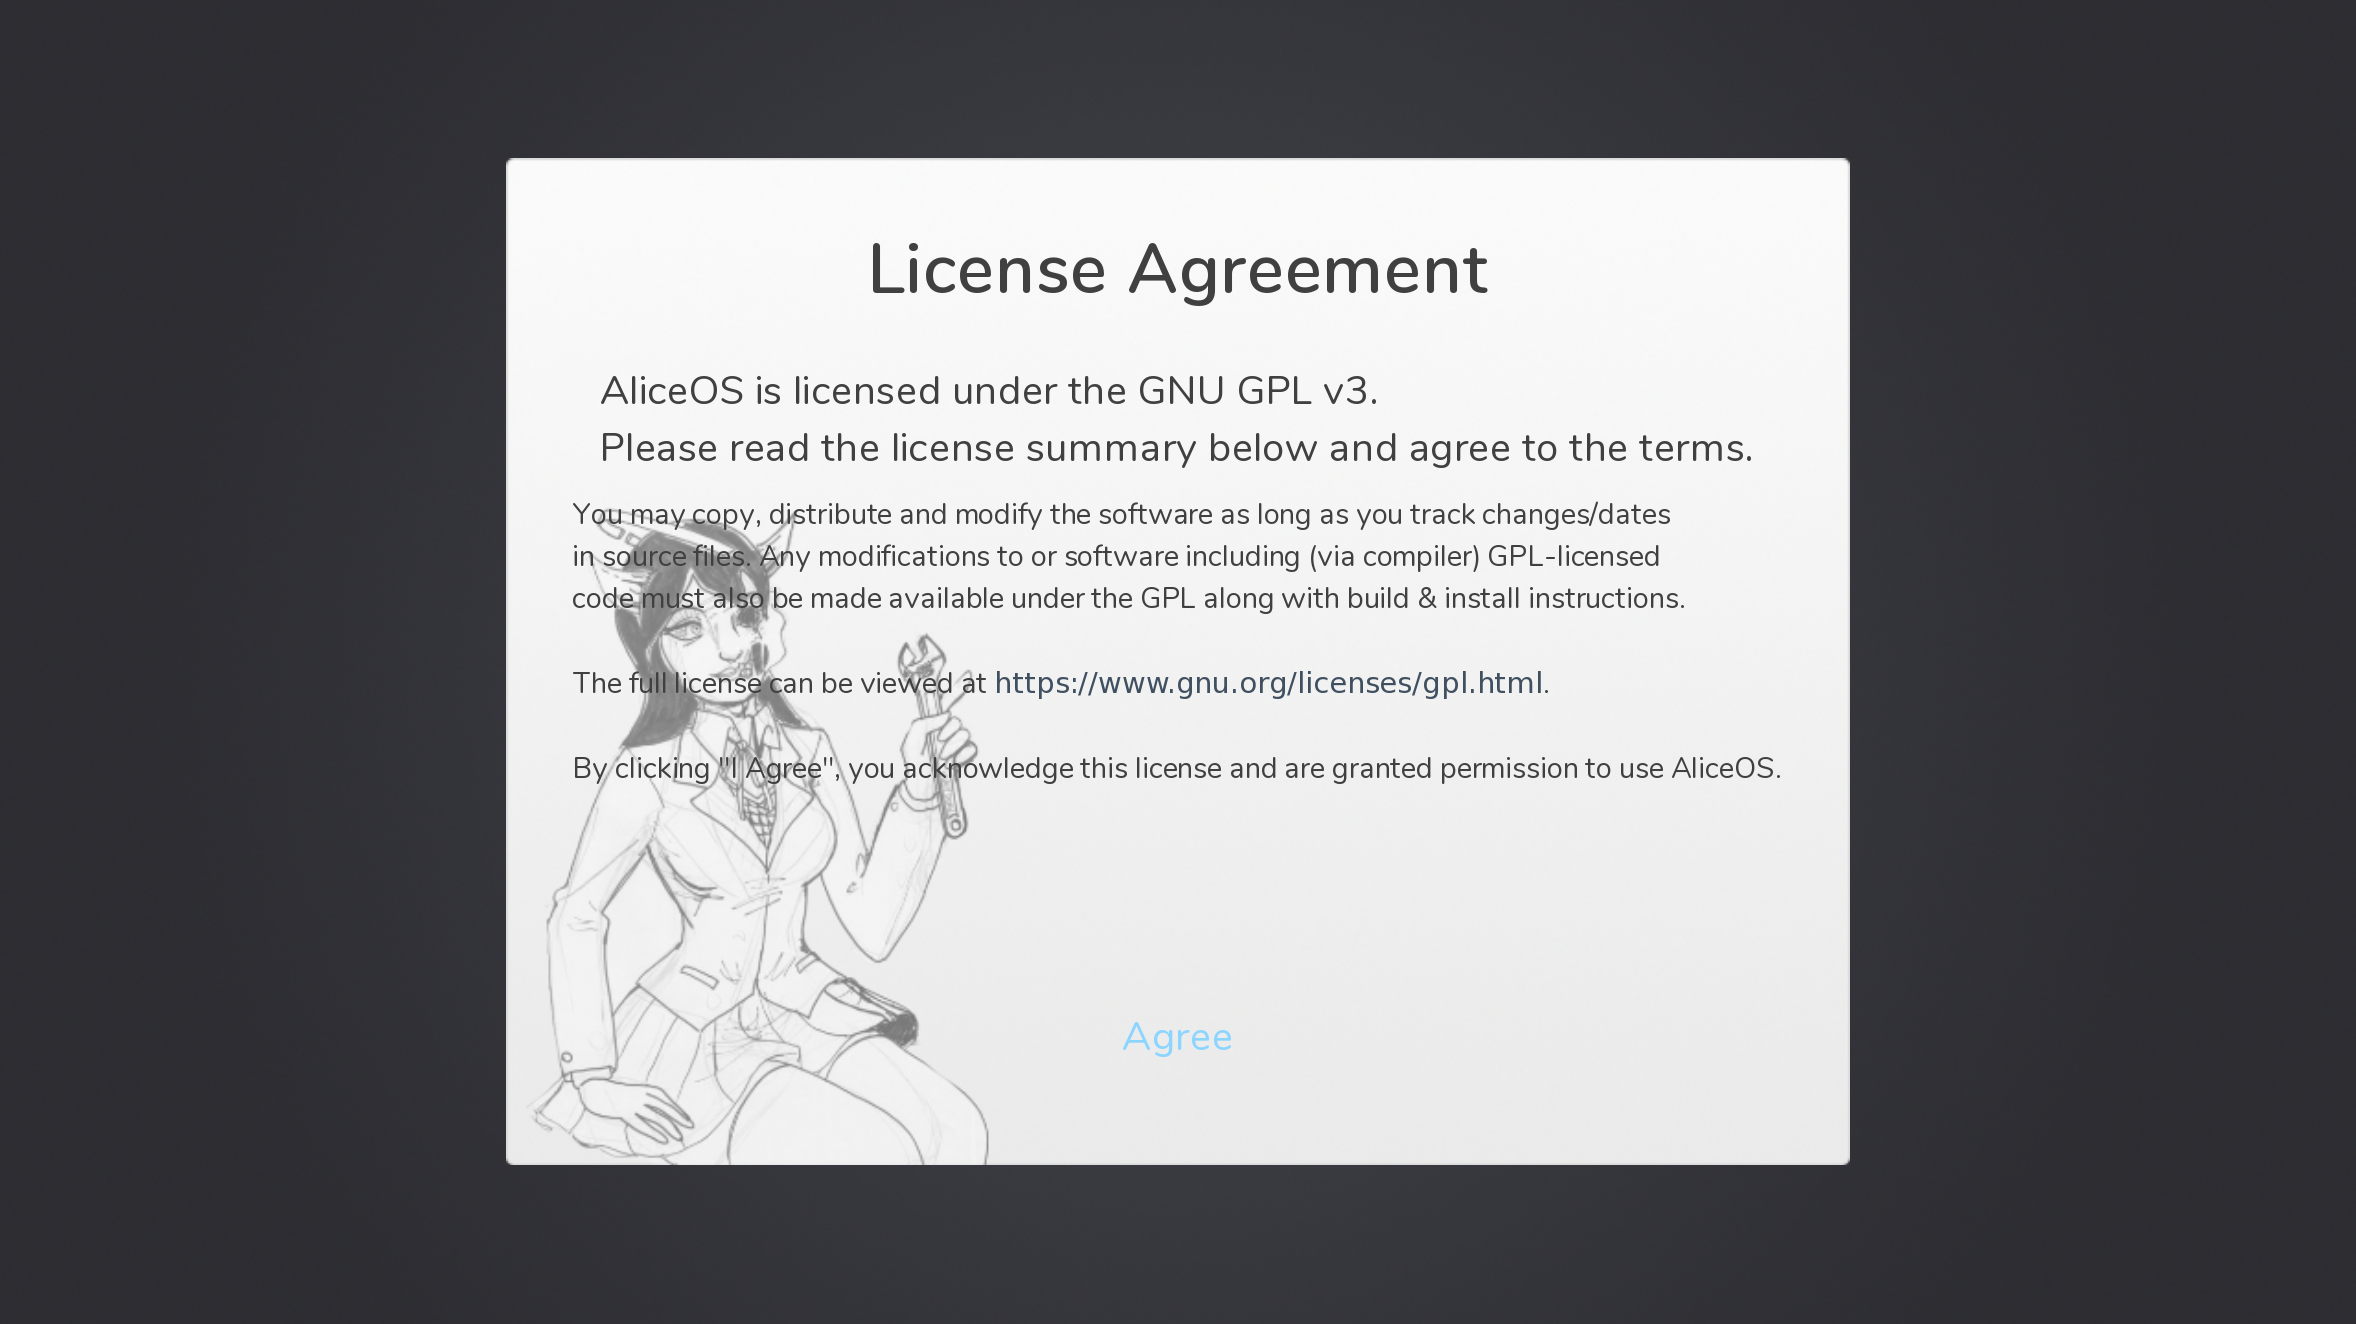 License Agreement
AliceOS is licensed under the GNU GPL v3.
Please read the license summary below and agree to the terms.
You may copy, distribute and modify the software as long as you track changes/dates
in source files. Any modifications to or software including (via compiler) GPL-licensed
code must also be made available under the GPL along with build & install instructions.
The full license can be viewed at https://www.gnu.org/licenses/gpl.html.
By clicking "I Agree", you acknowledge this license and are granted permission to use AliceOS.
Agree